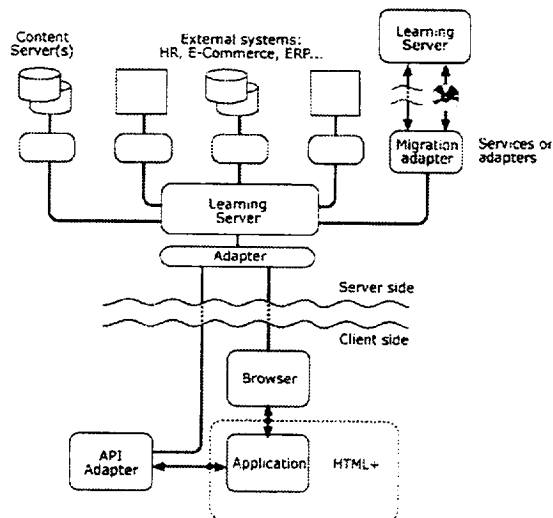 Content
Server(s)
External systems:
HR, E-Commerce, ERP...
Learning
Server
Migration
adapter
Services or
adapters
Learning
Server
Adapter
Server side
Client side
Browser
API
Adapter
Application
HTML+